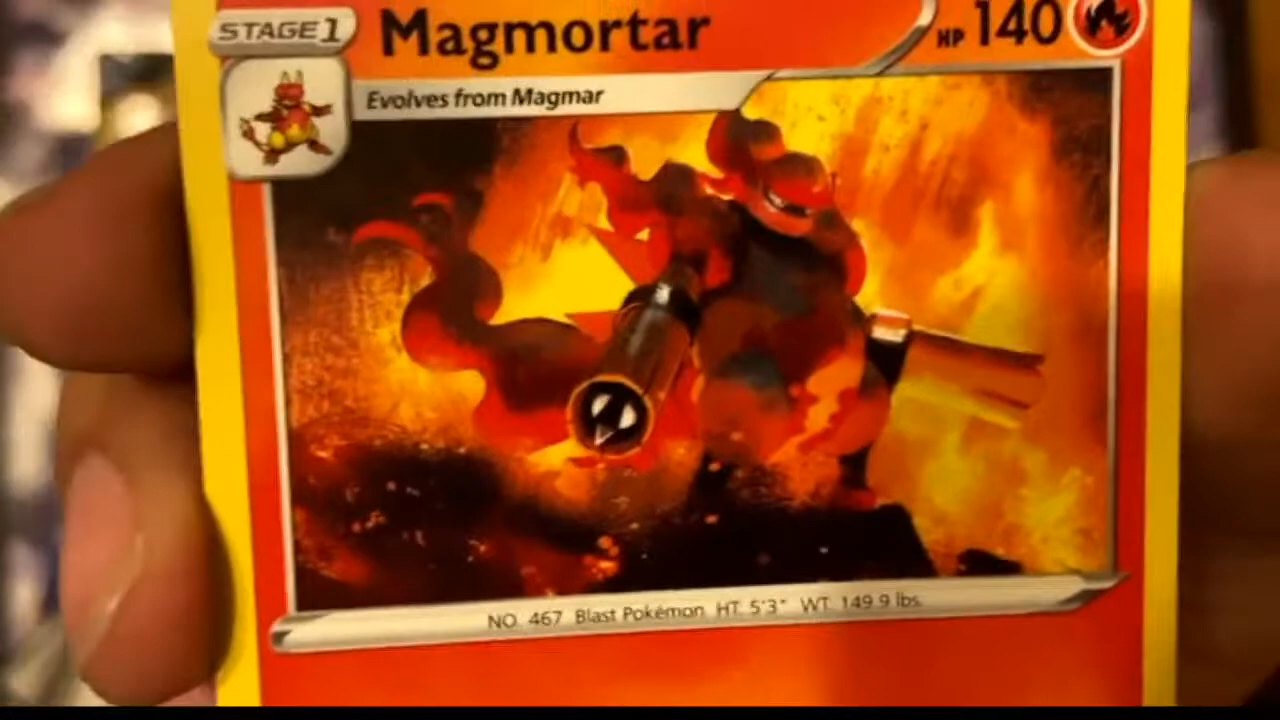 STAGE 1 Magmortar HP 140
Evolves from Magmar
NO. 467 Blast Pokémon HT. 5'3" WT. 149.9 lbs.